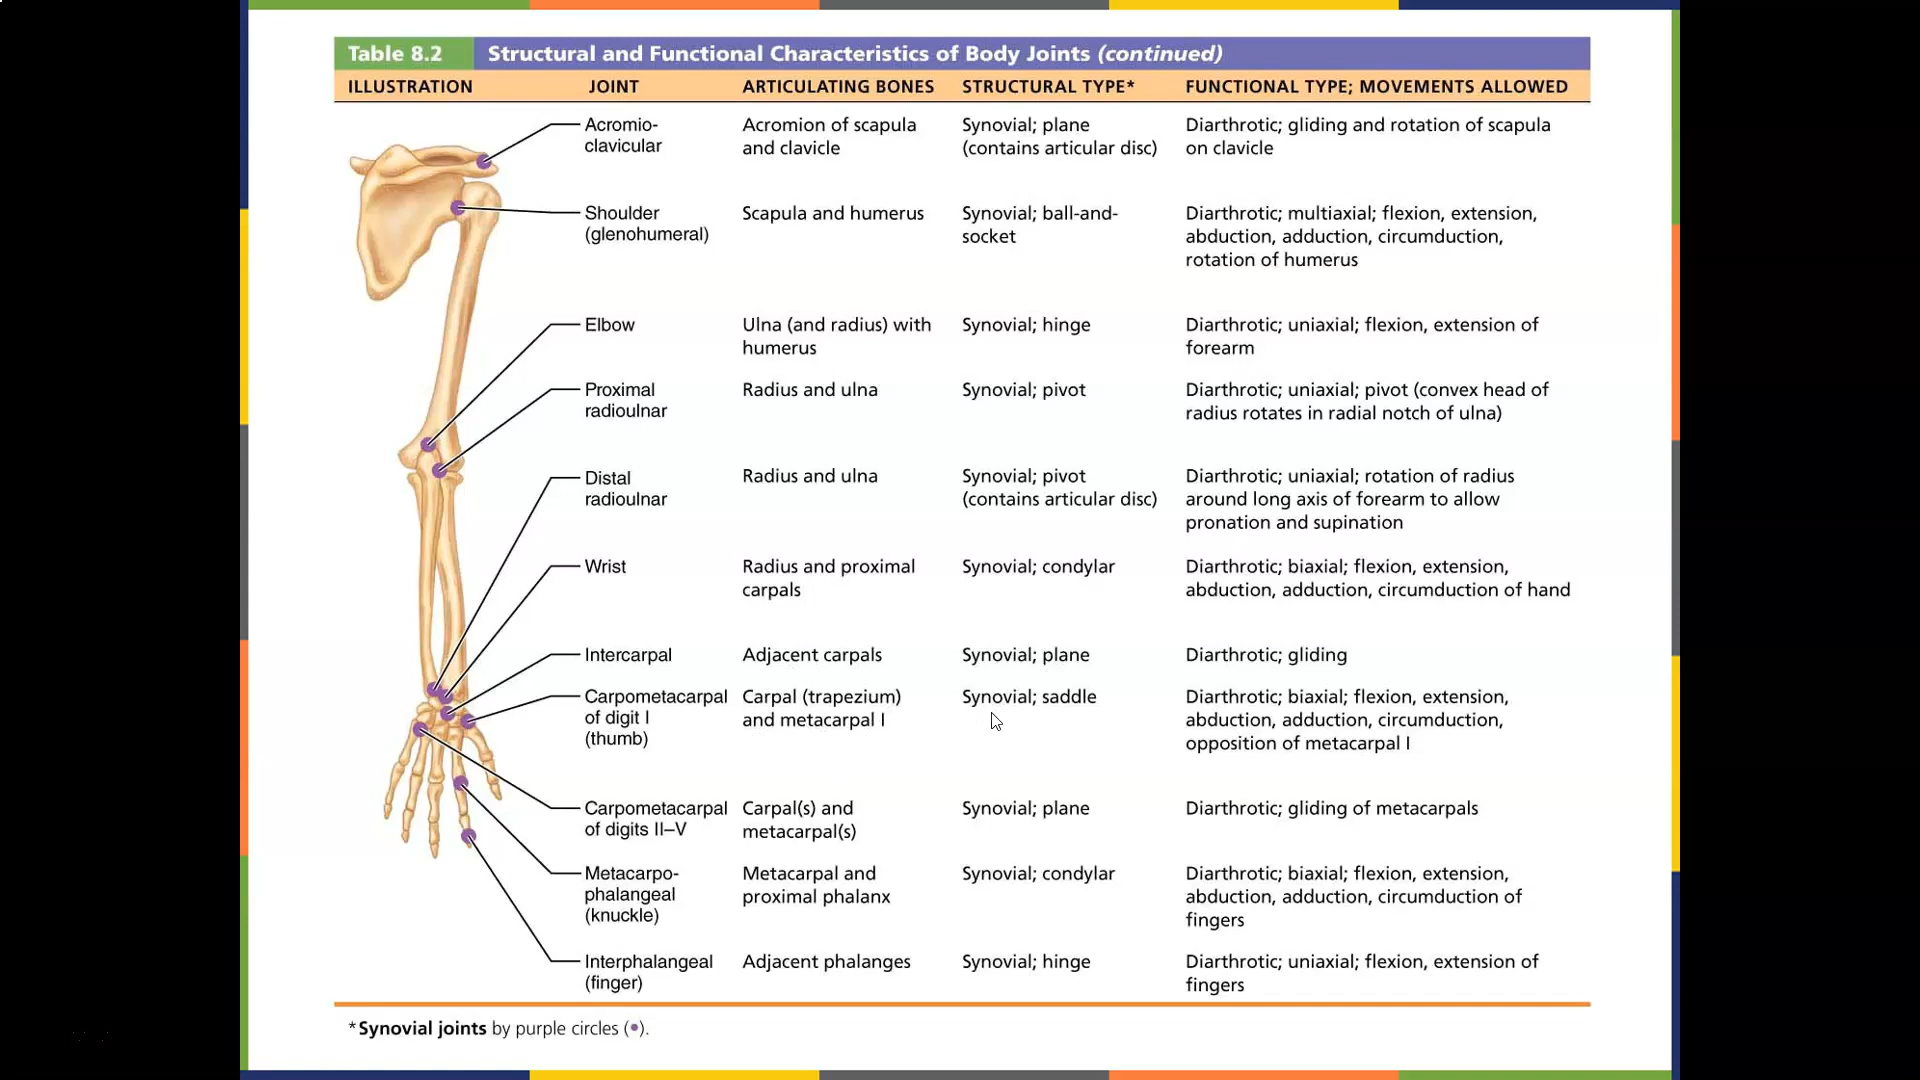 Table 8.2 Structural and Functional Characteristics of Body Joints (continued)
ILLUSTRATION JOINT ARTICULATING BONES STRUCTURAL TYPE* FUNCTIONAL TYPE; MOVEMENTS ALLOWED
Acromio- Acromion of scapula Synovial; plane Diarthrotic; gliding and rotation of scapula
clavicular and clavicle (contains articular disc) on clavicle
Shoulder Scapula and humerus Synovial; ball-and- Diarthrotic; multiaxial; flexion, extension,
(glenohumeral) socket abduction, adduction, circumduction,
rotation of humerus
Elbow Ulna (and radius) with Synovial; hinge Diarthrotic; uniaxial; flexion, extension of
humerus forearm
Proximal Radius and ulna Synovial; pivot Diarthrotic; uniaxial; pivot (convex head of
radioulnar radius rotates in radial notch of ulna)
Distal Radius and ulna Synovial; pivot Diarthrotic; uniaxial; rotation of radius
radioulnar (contains articular disc) around long axis of forearm to allow
pronation and supination
Wrist Radius and proximal Synovial; condylar Diarthrotic; biaxial; flexion, extension,
carpals abduction, adduction, circumduction of hand
Intercarpal Adjacent carpals Synovial; plane Diarthrotic; gliding
Carpometacarpal Carpal (trapezium) Synovial; saddle Diarthrotic; biaxial; flexion, extension,
of digit I and metacarpal I abduction, adduction, circumduction,
(thumb) opposition of metacarpal I
Carpometacarpal Carpal(s) and Synovial; plane Diarthrotic; gliding of metacarpals
of digits II–V metacarpal(s)
Metacarpo- Metacarpal and Synovial; condylar Diarthrotic; biaxial; flexion, extension,
phalangeal proximal phalanx abduction, adduction, circumduction of
(knuckle) fingers
Interphalangeal Adjacent phalanges Synovial; hinge Diarthrotic; uniaxial; flexion, extension of
(finger) fingers
*Synovial joints by purple circles (●).